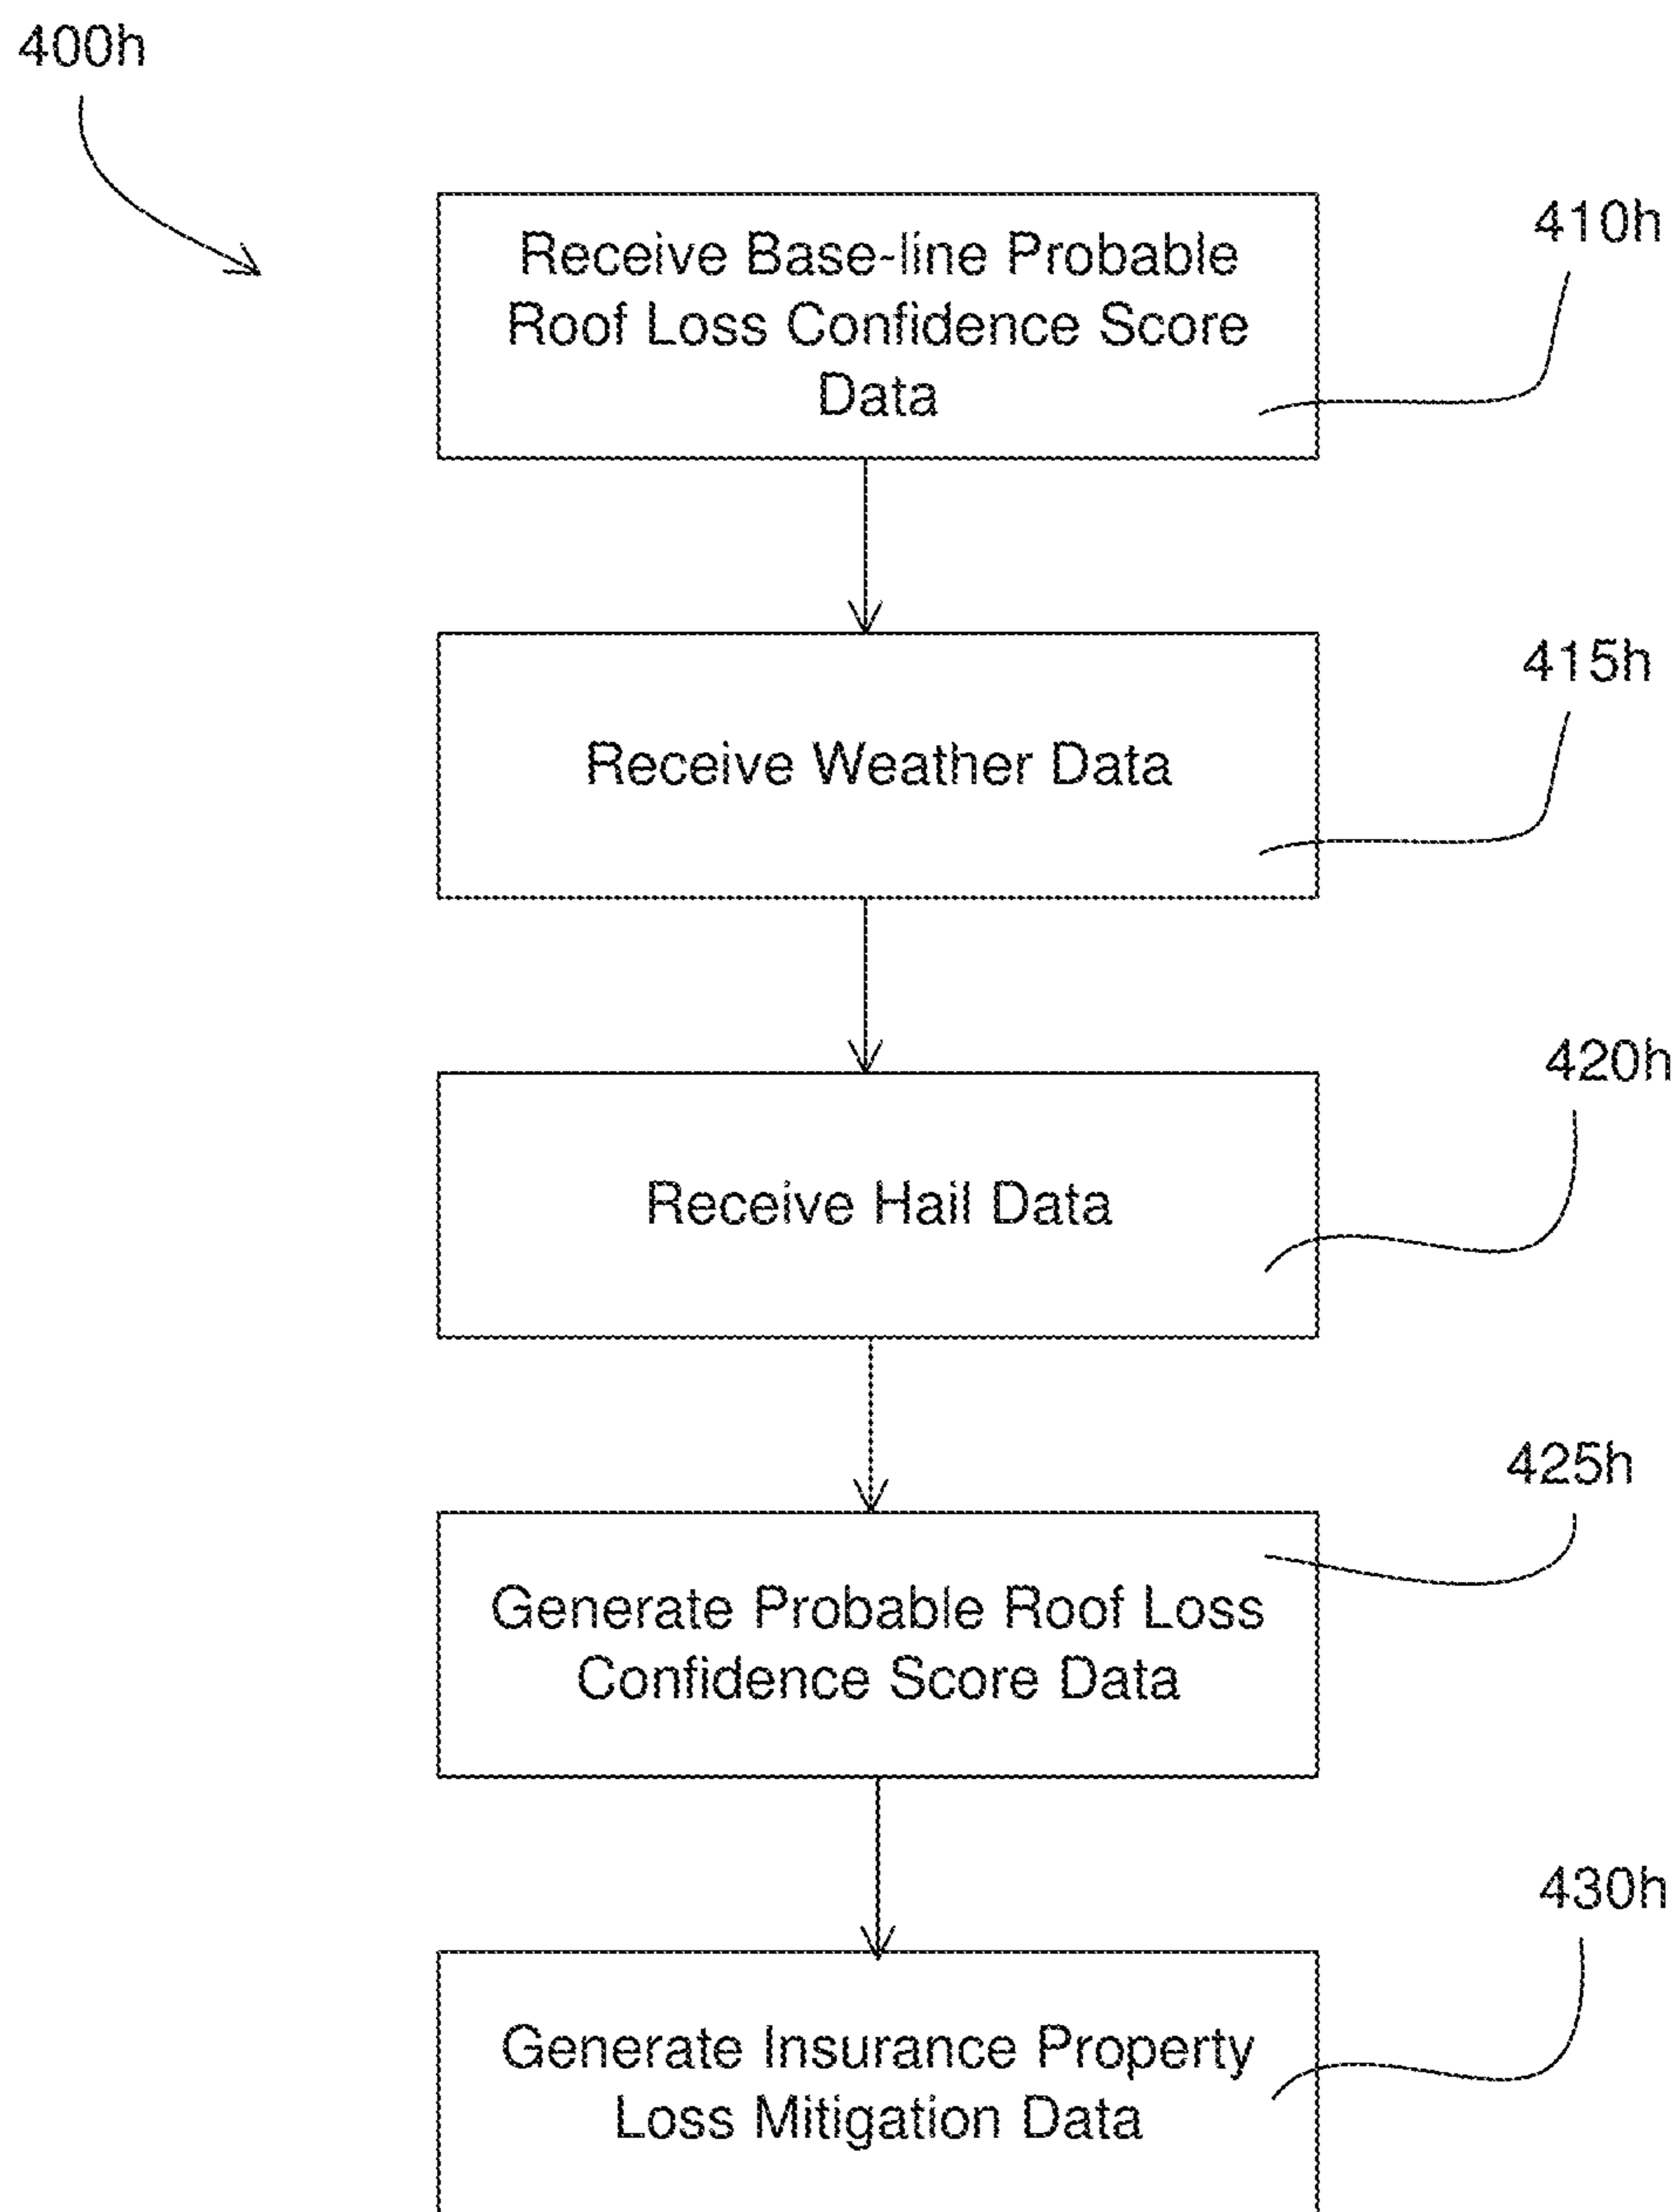 400h
410h
Receive Base-line Probable
Roof Loss Confidence Score
Data
415h
Receive Weather Data
420h
Receive Hail Data
425h
Generate Probable Roof Loss
Confidence Score Data
430h
Generate Insurance Property
Loss Mitigation Data